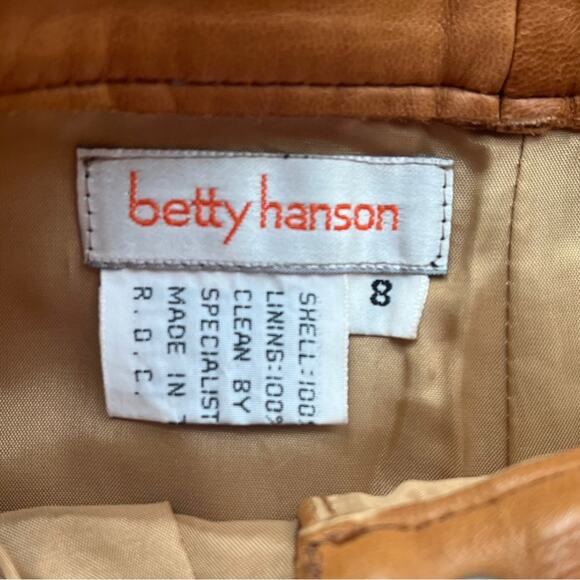 betty hanson
8
SHELL:100%
LINING:100%
CLEAN BY
SPECIALIST
MADE IN
R.O.C.